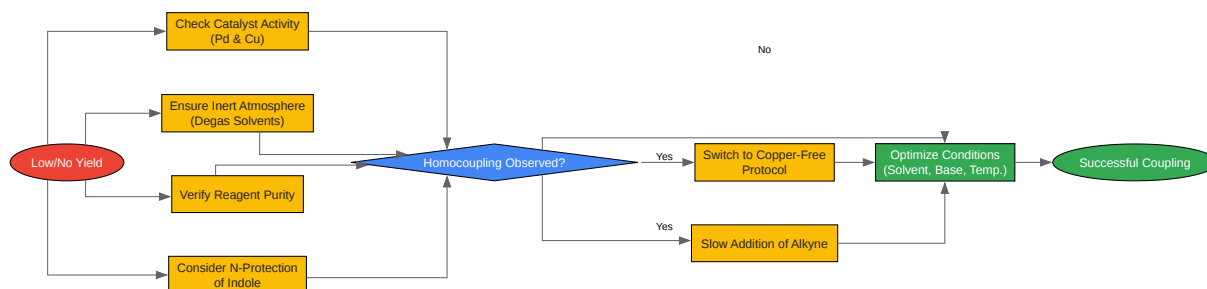 Check Catalyst Activity
(Pd & Cu)
No
Ensure Inert Atmosphere
(Degas Solvents)
Low/No Yield
Homocoupling Observed?
Yes
Switch to Copper-Free
Protocol
Optimize Conditions
(Solvent, Base, Temp.)
Successful Coupling
Verify Reagent Purity
Yes
Slow Addition of Alkyne
Consider N-Protection
of Indole